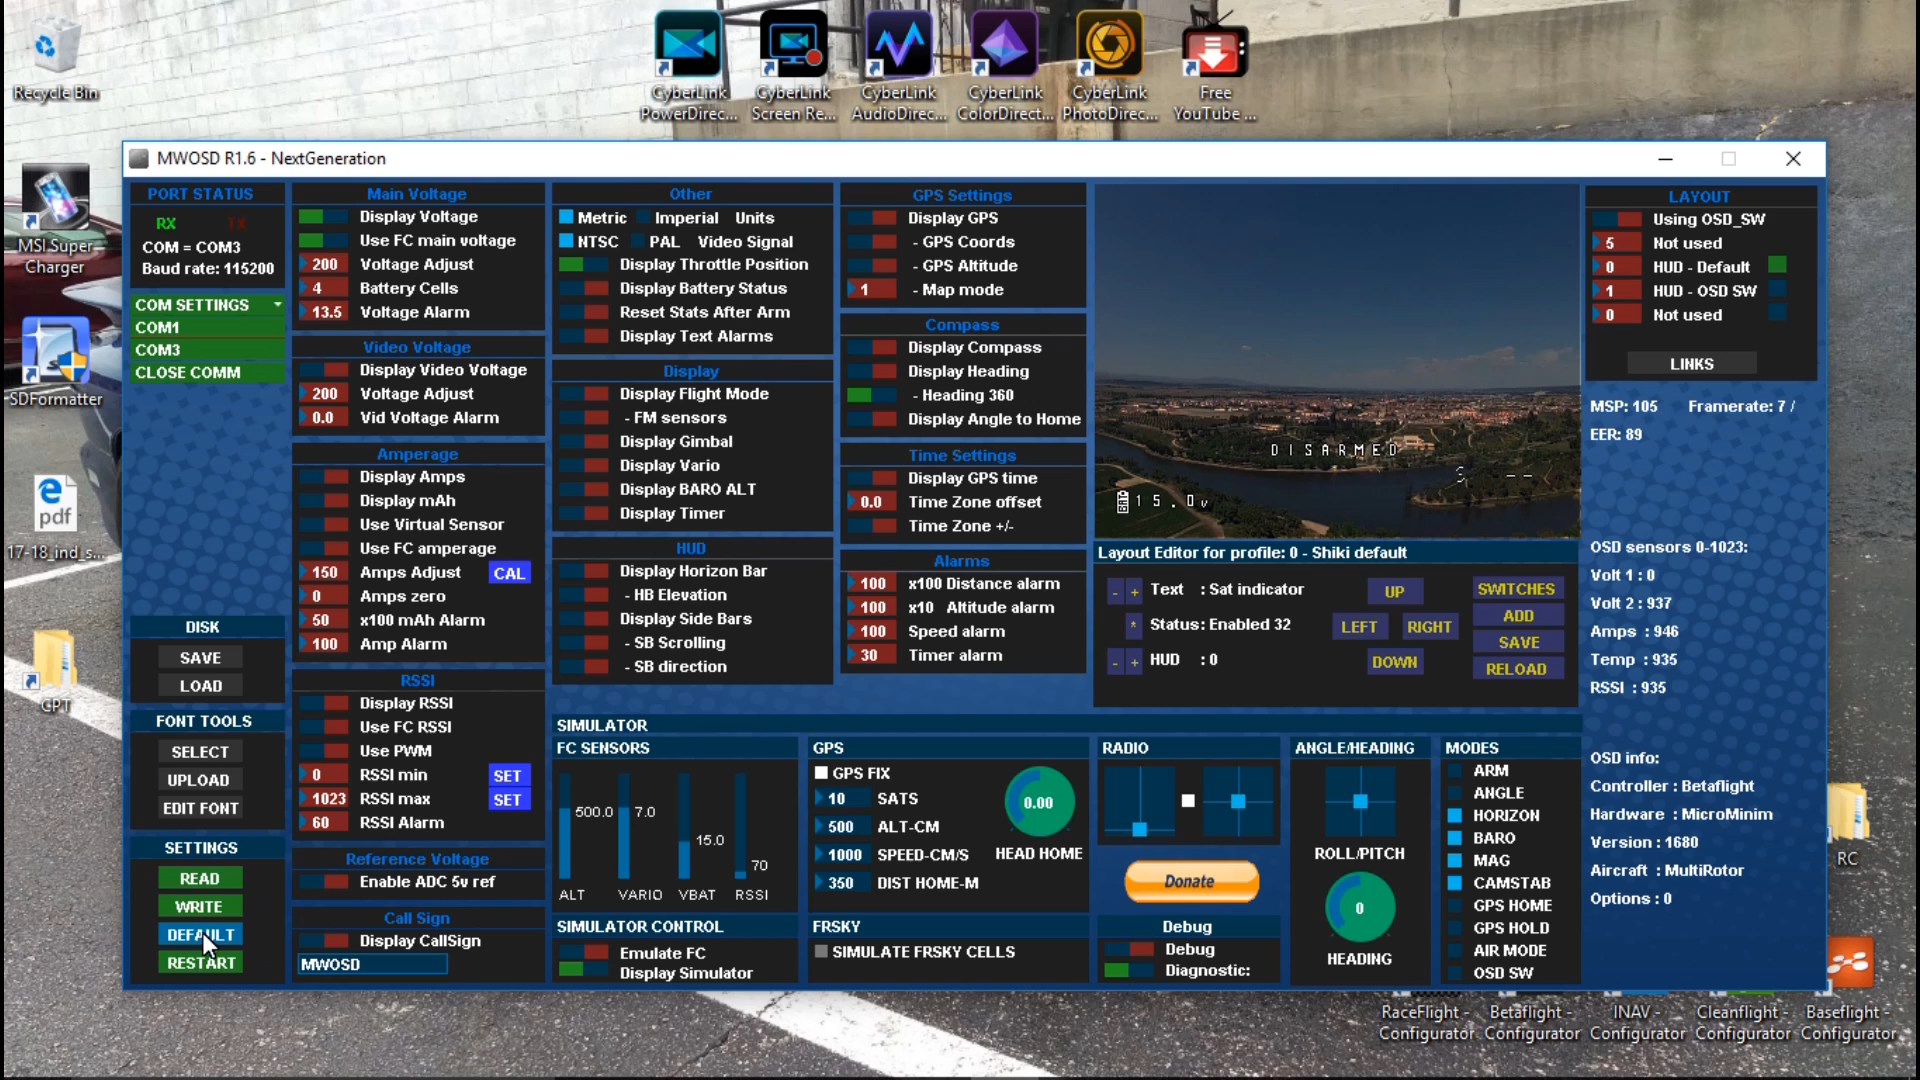 Recycle Bin
CyberLink
PowerDirec...
CyberLink
Screen Re...
CyberLink
AudioDirec...
CyberLink
ColorDirect...
CyberLink
PhotoDirec...
Free
YouTube ...
MSI Super
Charger
SDFormatter
pdf
17-18_ind_s...
CPT
RC
RaceFlight -
Configurator
Betaflight -
Configurator
INAV -
Configurator
Cleanflight -
Configurator
Baseflight -
Configurator
MWOSD R1.6 - NextGeneration
PORT STATUS
RX TX
COM = COM3
Baud rate: 115200
COM SETTINGS
COM1
COM3
CLOSE COMM
DISK
SAVE
LOAD
FONT TOOLS
SELECT
UPLOAD
EDIT FONT
SETTINGS
READ
WRITE
DEFAULT
RESTART
Main Voltage
Display Voltage
Use FC main voltage
200 Voltage Adjust
4 Battery Cells
13.5 Voltage Alarm
Video Voltage
Display Video Voltage
200 Voltage Adjust
0.0 Vid Voltage Alarm
Amperage
Display Amps
Display mAh
Use Virtual Sensor
Use FC amperage
150 Amps Adjust CAL
0 Amps zero
50 x100 mAh Alarm
100 Amp Alarm
RSSI
Display RSSI
Use FC RSSI
Use PWM
0 RSSI min SET
1023 RSSI max SET
60 RSSI Alarm
Reference Voltage
Enable ADC 5v ref
Call Sign
Display CallSign
MWOSD
Other
Metric Imperial Units
NTSC PAL Video Signal
Display Throttle Position
Display Battery Status
Reset Stats After Arm
Display Text Alarms
Display
Display Flight Mode
- FM sensors
Display Gimbal
Display Vario
Display BARO ALT
Display Timer
HUD
Display Horizon Bar
- HB Elevation
Display Side Bars
- SB Scrolling
- SB direction
GPS Settings
Display GPS
- GPS Coords
- GPS Altitude
1 - Map mode
Compass
Display Compass
Display Heading
- Heading 360
Display Angle to Home
Time Settings
Display GPS time
0.0 Time Zone offset
Time Zone +/-
Alarms
100 x100 Distance alarm
100 x10 Altitude alarm
100 Speed alarm
30 Timer alarm
DISARMED
15.0v
Layout Editor for profile: 0 - Shiki default
- + Text : Sat indicator
* Status: Enabled 32
- + HUD : 0
UP
LEFT RIGHT
DOWN
SWITCHES
ADD
SAVE
RELOAD
LAYOUT
Using OSD_SW
5 Not used
0 HUD - Default
1 HUD - OSD SW
0 Not used
LINKS
MSP: 105 Framerate: 7 /
EER: 89
OSD sensors 0-1023:
Volt 1 : 0
Volt 2 : 937
Amps : 946
Temp : 935
RSSI : 935
OSD info:
Controller : Betaflight
Hardware : MicroMinim
Version : 1680
Aircraft : MultiRotor
Options : 0
SIMULATOR
FC SENSORS
500.0 7.0 15.0 70
ALT VARIO VBAT RSSI
SIMULATOR CONTROL
Emulate FC
Display Simulator
GPS
GPS FIX
10 SATS
500 ALT-CM
1000 SPEED-CM/S
350 DIST HOME-M
0.00
HEAD HOME
FRSKY
SIMULATE FRSKY CELLS
RADIO
Donate
Debug
Debug
Diagnostic:
ANGLE/HEADING
ROLL/PITCH
0
HEADING
MODES
ARM
ANGLE
HORIZON
BARO
MAG
CAMSTAB
GPS HOME
GPS HOLD
AIR MODE
OSD SW